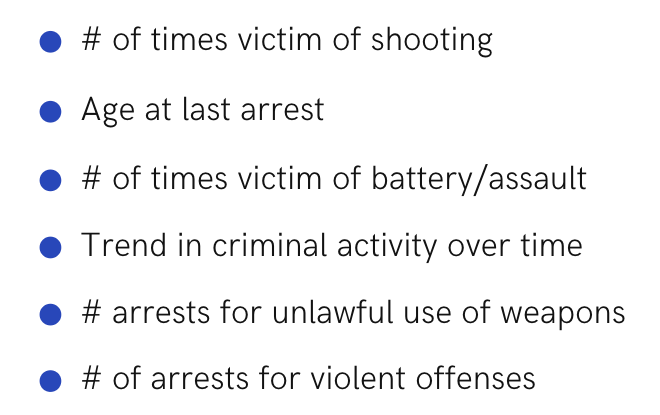 # of times victim of shooting
Age at last arrest
# of times victim of battery/assault
Trend in criminal activity over time
# arrests for unlawful use of weapons
# of arrests for violent offenses